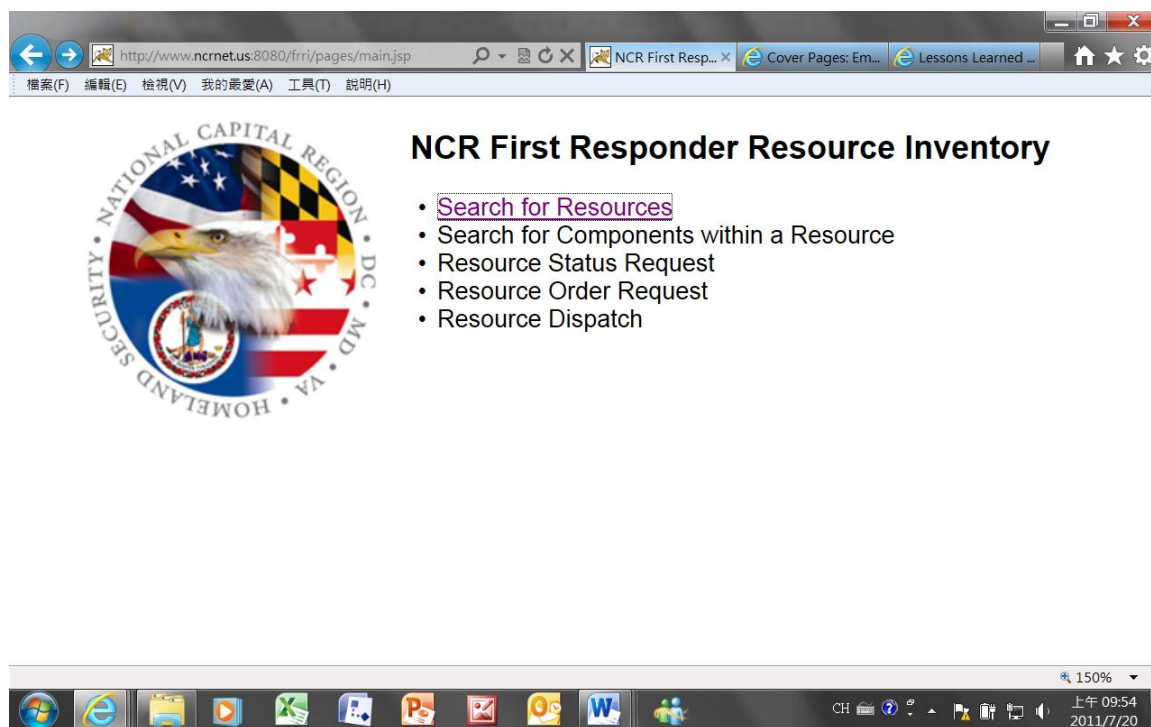 http://www.ncrnet.us:8080/frri/pages/main.jsp
NCR First Resp...
Cover Pages: Em...
Lessons Learned ...
檔案(F) 編輯(E) 檢視(V) 我的最愛(A) 工具(T) 說明(H)
NATIONAL CAPITAL REGION • DC • MD • VA • HOMELAND SECURITY •
NCR First Responder Resource Inventory
• Search for Resources
• Search for Components within a Resource
• Resource Status Request
• Resource Order Request
• Resource Dispatch
150%
CH
上午 09:54
2011/7/20